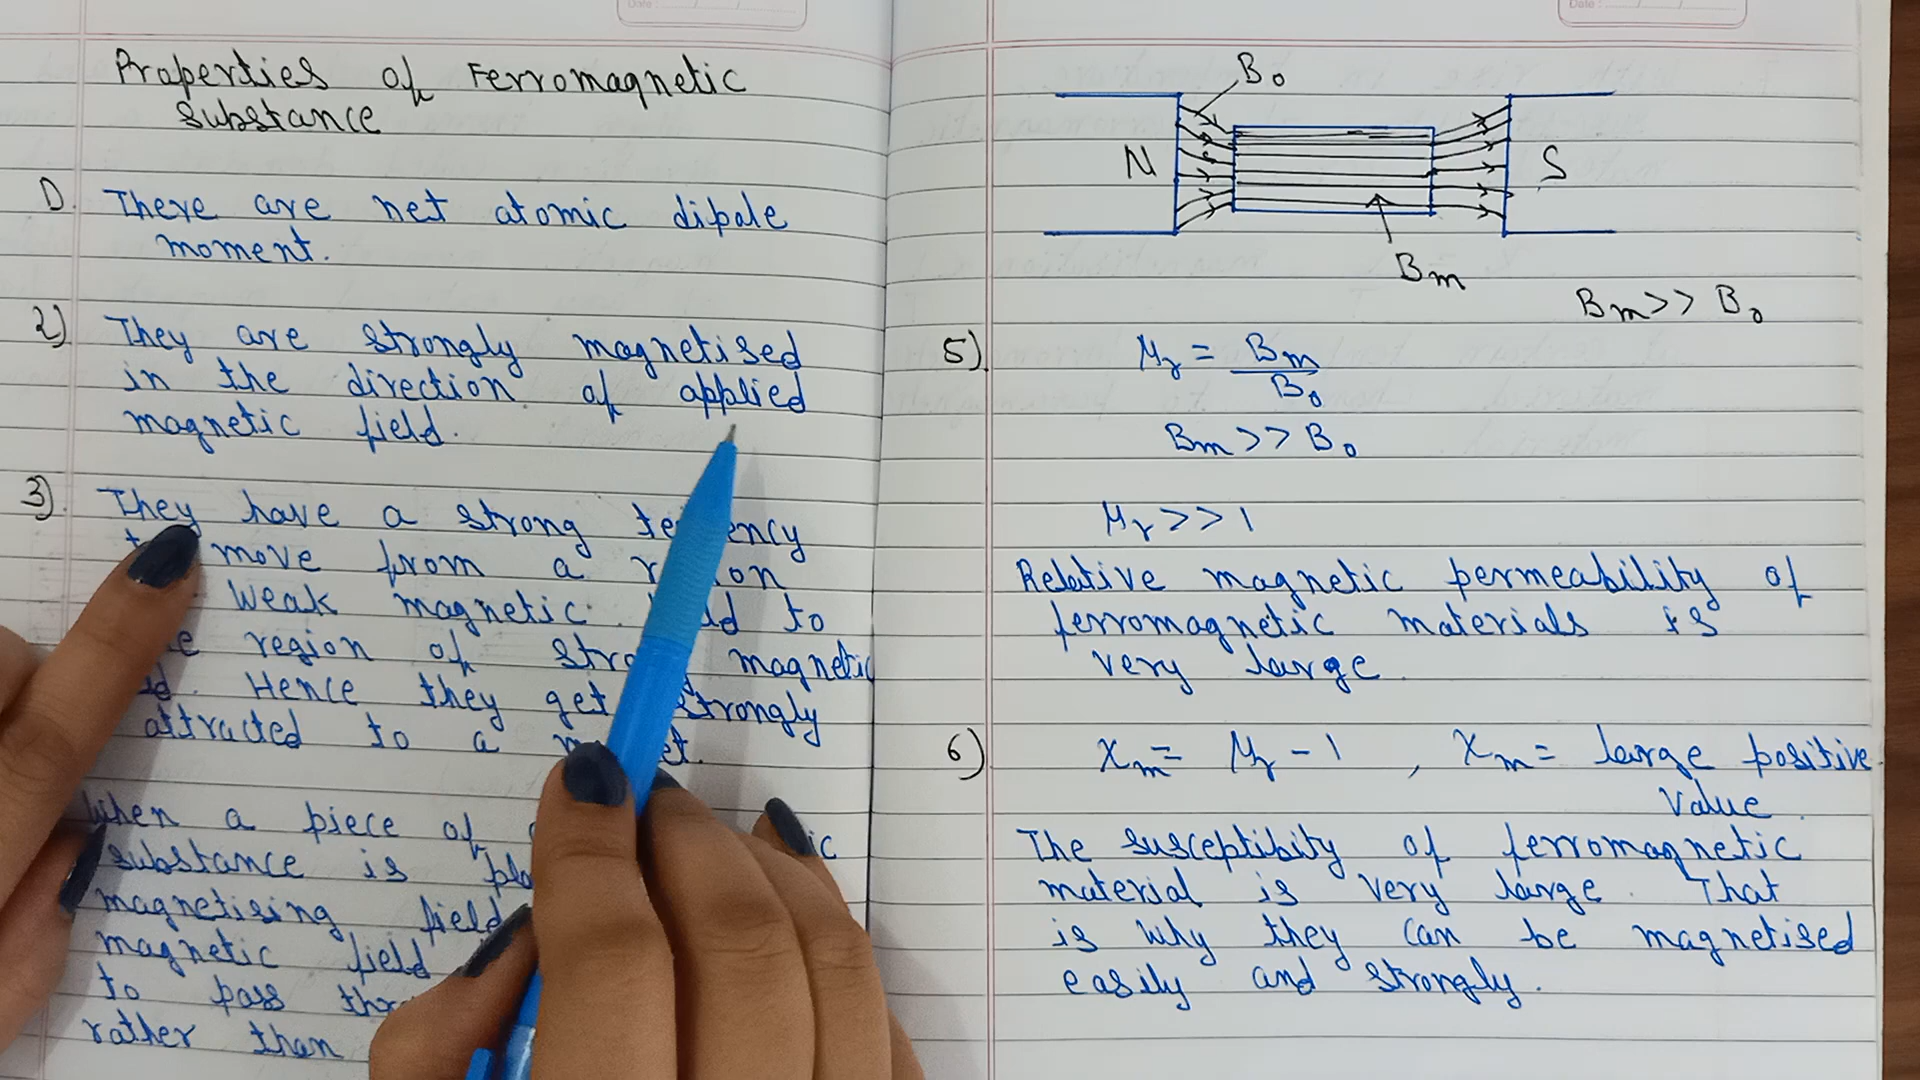 Date :
Properties of Ferromagnetic
substance
1). There are net atomic dipole
moment.
2). They are strongly magnetised
in the direction of applied
magnetic field.
3). They have a strong
move from a
Weak magnetic to
region of magnetic
Hence they get strongly
attracted to a
When a piece of
substance is
magnetising field
magnetic field
to pass
rather than
Date :
B₀
N S
Bm
Bm >> B₀
5). μr = Bm / B₀
Bm >> B₀
μr >> 1
Relative magnetic permeability of
ferromagnetic materials is
very large
6) χm = μr - 1 , χm = large positive
value.
The susceptibity of ferromagnetic
material is very large. That
is why they can be magnetised
easily and strongly.